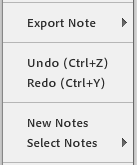 Export Note
Undo (Ctrl+Z)
Redo (Ctrl+Y)
New Notes
Select Notes